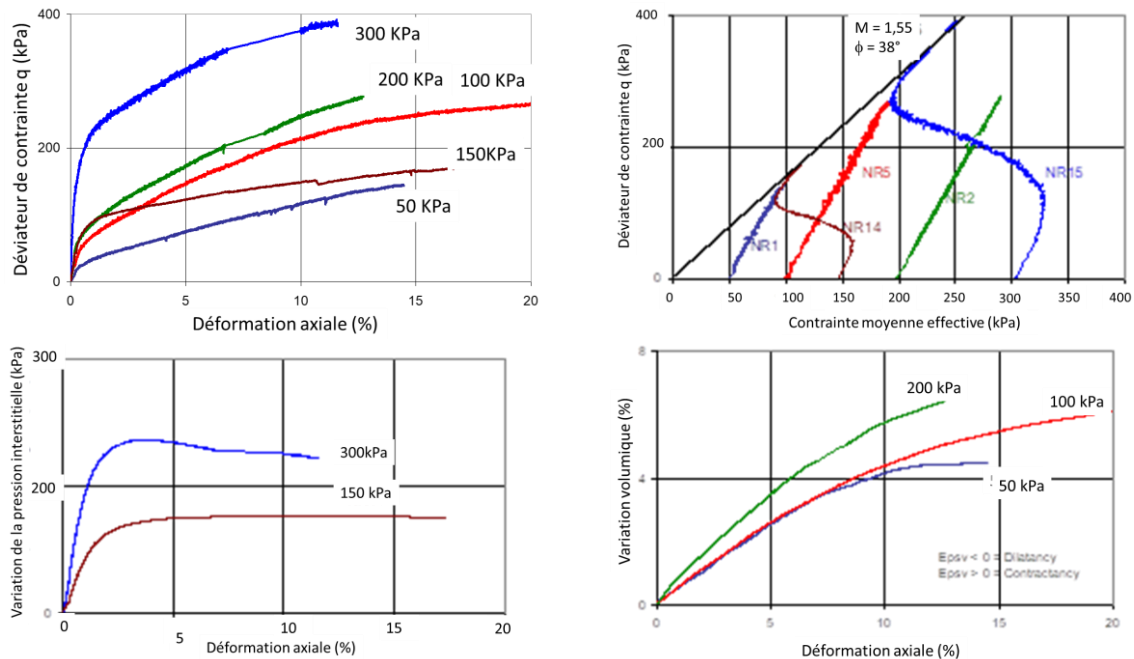 Déviateur de contrainte q (kPa)
400
200
0
0
5
10
15
20
300 KPa
200 KPa
100 KPa
150KPa
50 KPa
Déformation axiale (%)
Déviateur de contrainte q (kPa)
400
200
0
0
50
100
150
200
250
300
350
400
M = 1,55
ϕ = 38°
NR1
NR14
NR5
NR2
NR15
Contrainte moyenne effective (kPa)
Variation de la pression interstitielle (kPa)
300
200
0
0
5
10
15
20
300kPa
150 kPa
Déformation axiale (%)
Variation volumique (%)
8
4
0
0
5
10
15
20
200 kPa
100 kPa
50 kPa
Epsv < 0 = Dilatancy
Epsv > 0 = Contractancy
Déformation axiale (%)